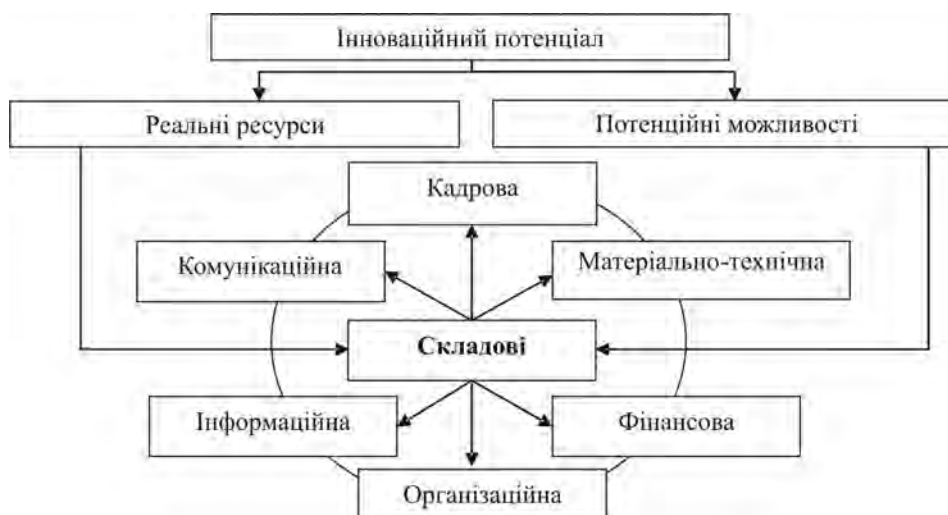 Інноваційний потенціал
Реальні ресурси
Потенційні можливості
Кадрова
Комунікаційна
Матеріально-технічна
Складові
Інформаційна
Фінансова
Організаційна